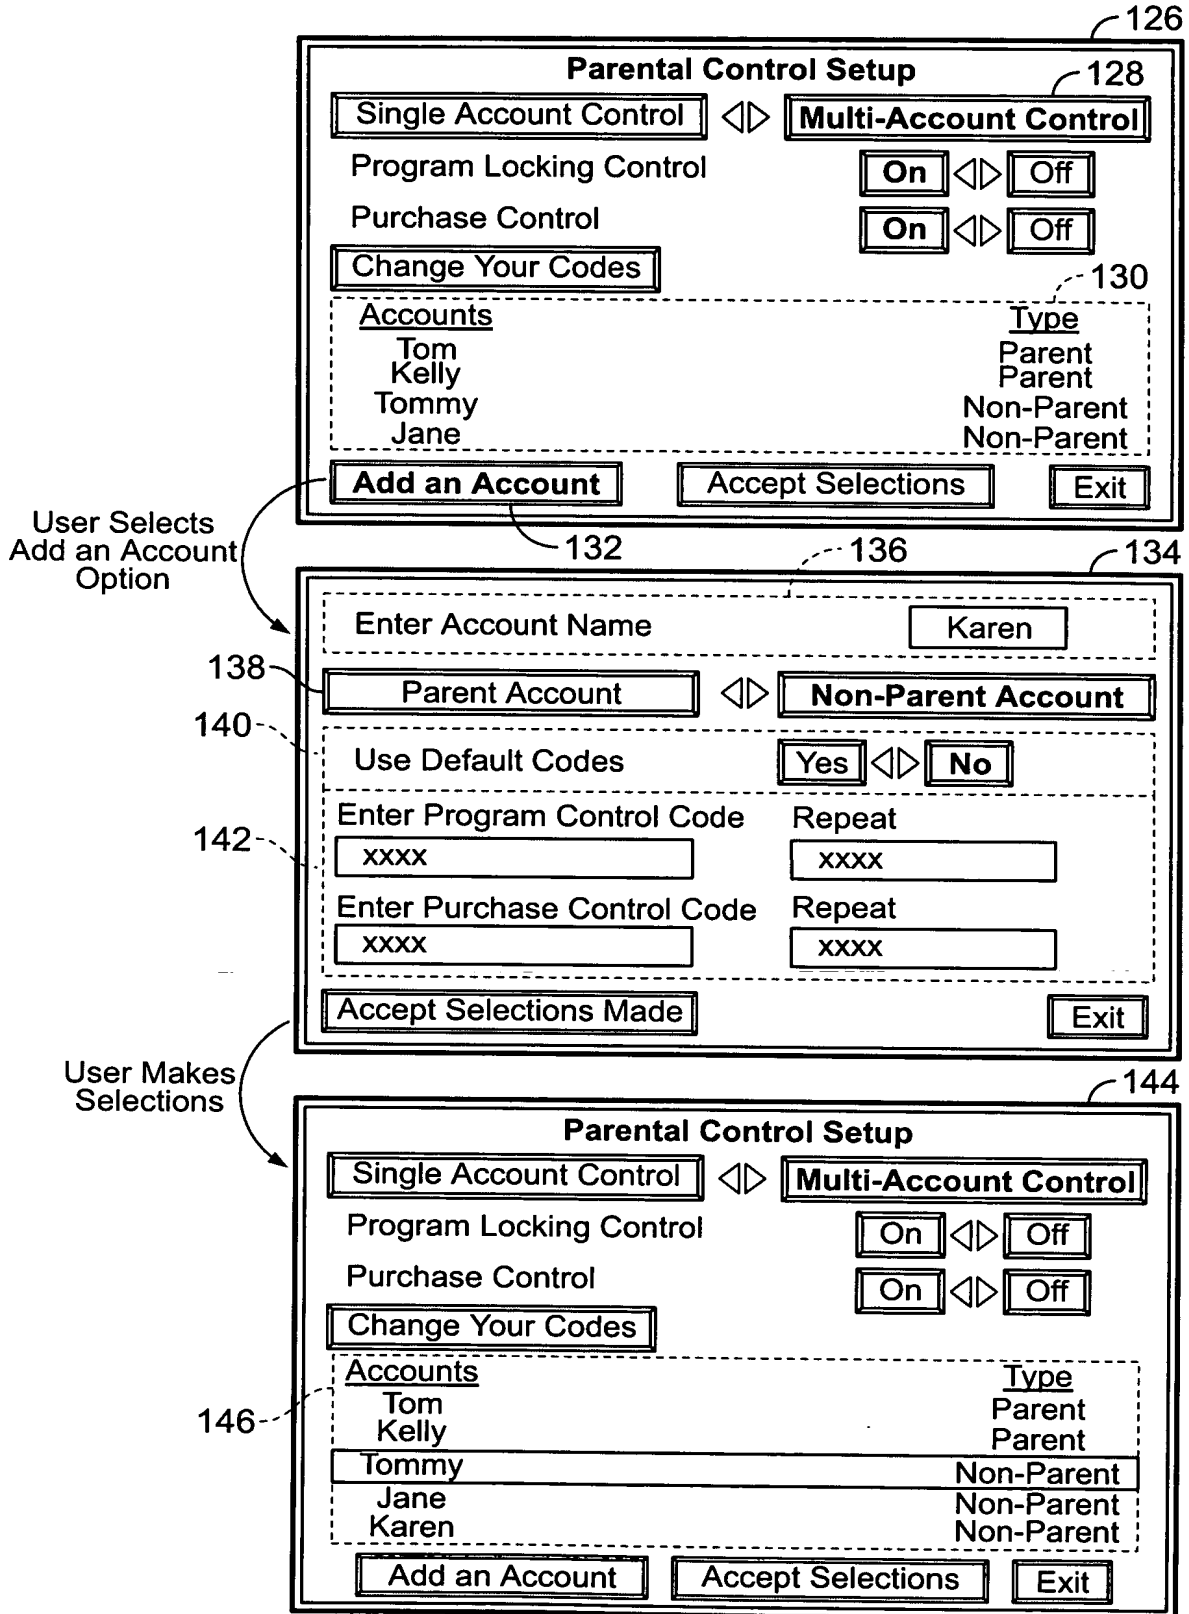 126
Parental Control Setup
128
Single Account Control Multi-Account Control
Program Locking Control On Off
Purchase Control On Off
Change Your Codes
130
Accounts Type
Tom Parent
Kelly Parent
Tommy Non-Parent
Jane Non-Parent
Add an Account Accept Selections Exit
User Selects
Add an Account
Option
132
136
134
Enter Account Name Karen
138
Parent Account Non-Parent Account
140
Use Default Codes Yes No
142
Enter Program Control Code Repeat
xxxx xxxx
Enter Purchase Control Code Repeat
xxxx xxxx
Accept Selections Made Exit
User Makes
Selections
144
Parental Control Setup
Single Account Control Multi-Account Control
Program Locking Control On Off
Purchase Control On Off
Change Your Codes
146
Accounts Type
Tom Parent
Kelly Parent
Tommy Non-Parent
Jane Non-Parent
Karen Non-Parent
Add an Account Accept Selections Exit